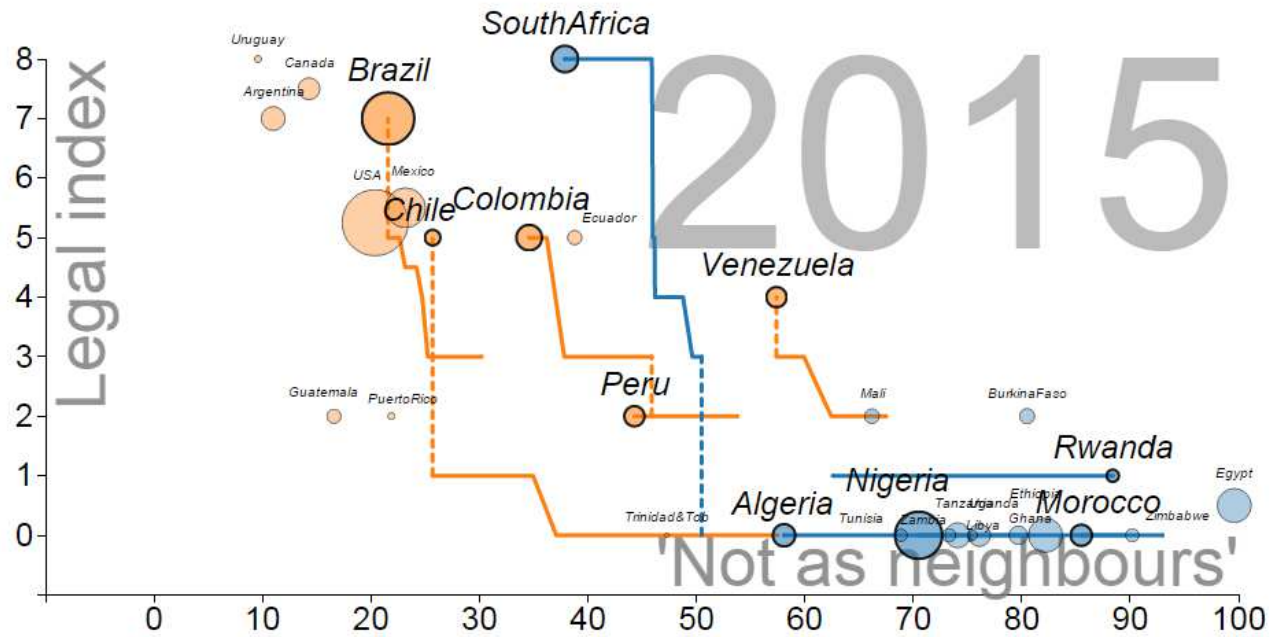 SouthAfrica
2015
Uruguay
Canada
Brazil
Argentina
USA
Mexico
Chile
Colombia
Ecuador
Venezuela
Guatemala
PuertoRico
Peru
Mali
BurkinaFaso
Rwanda
Egypt
Nigeria
Algeria
Morocco
Ethiopia
Tanzania
Uganda
Trinidad&Tob
Tunisia
Zambia
Libya
Ghana
Zimbabwe
'Not as neighbours'
Legal index
8
7
6
5
4
3
2
1
0
0 10 20 30 40 50 60 70 80 90 100